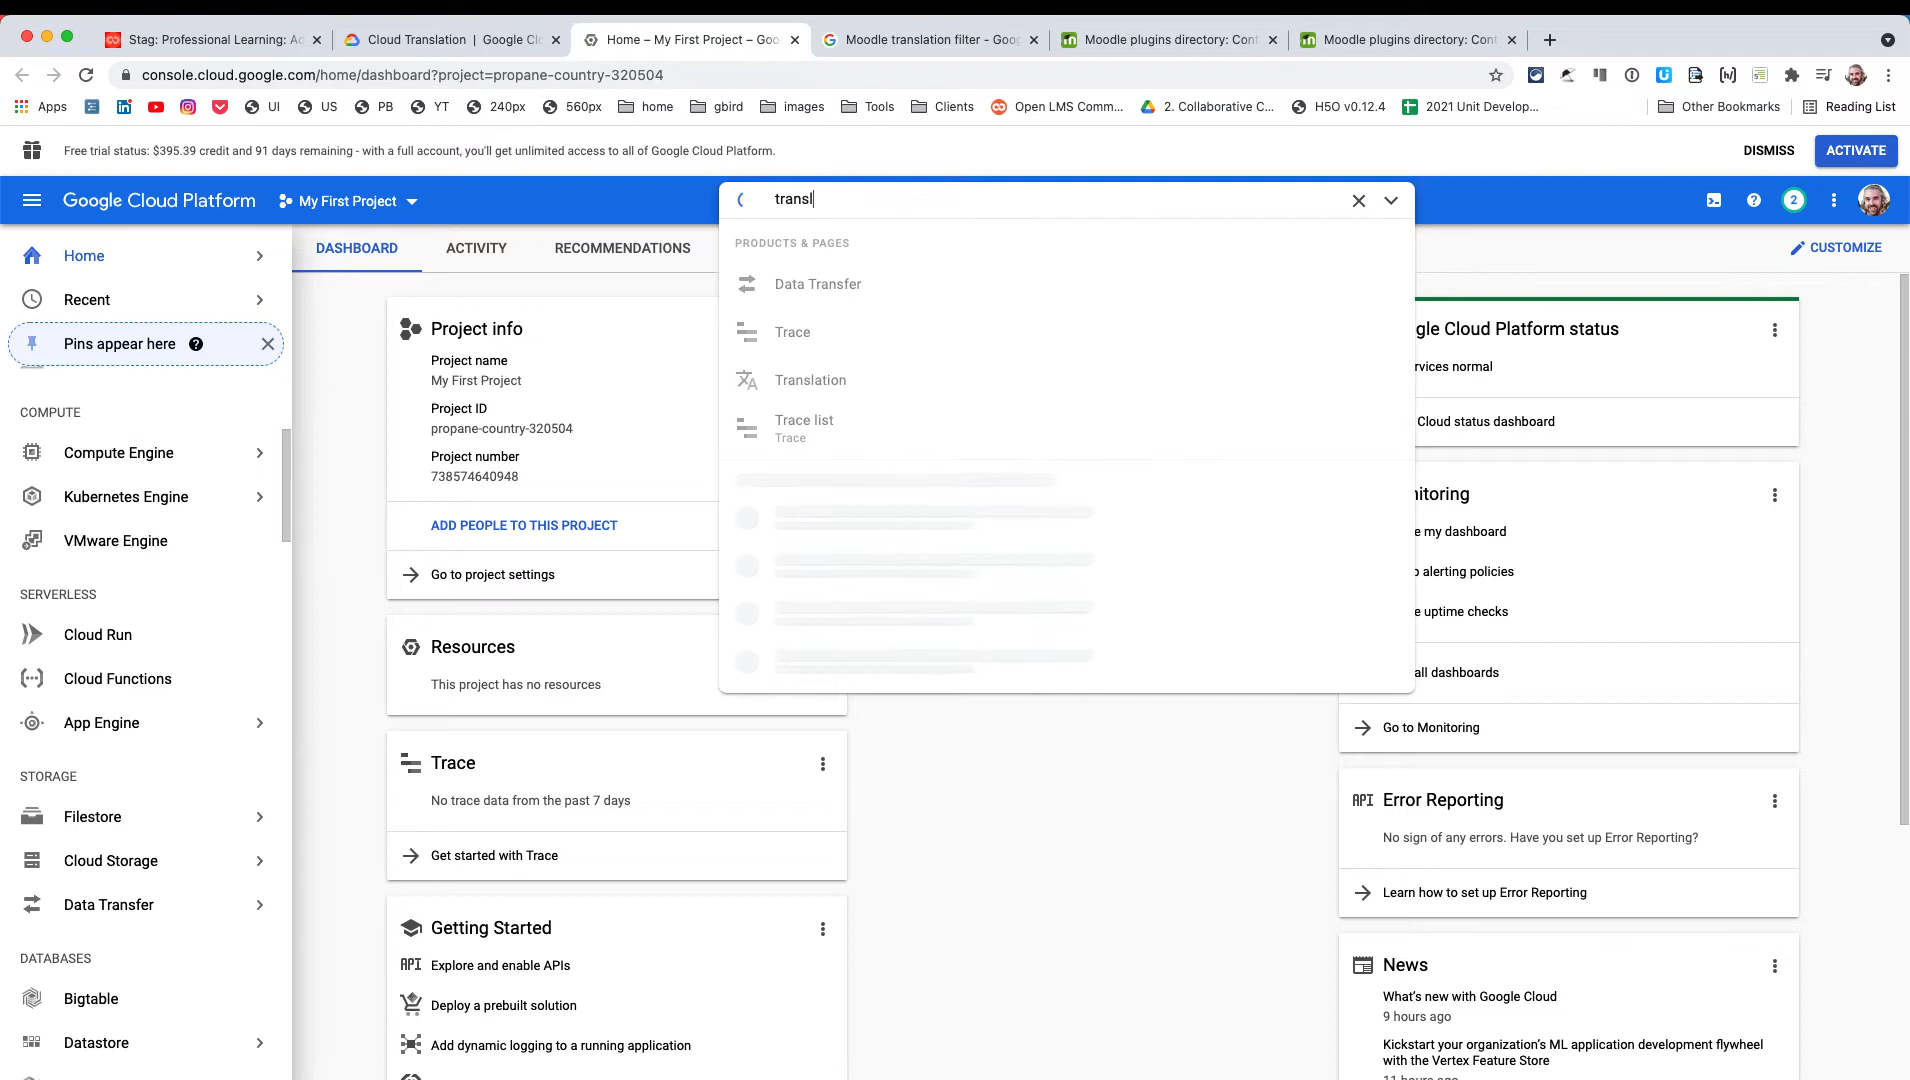 Stag: Professional Learning: Ac
Cloud Translation | Google Clo
Home – My First Project – Goo
Moodle translation filter - Goog
Moodle plugins directory: Cont
Moodle plugins directory: Cont
console.cloud.google.com/home/dashboard?project=propane-country-320504
Apps
UI
US
PB
YT
240px
560px
home
gbird
images
Tools
Clients
Open LMS Comm...
2. Collaborative C...
H5O v0.12.4
2021 Unit Develop...
Other Bookmarks
Reading List
Free trial status: $395.39 credit and 91 days remaining - with a full account, you'll get unlimited access to all of Google Cloud Platform.
DISMISS
ACTIVATE
Google Cloud Platform
My First Project
transl
2
Home
Recent
Pins appear here
COMPUTE
Compute Engine
Kubernetes Engine
VMware Engine
SERVERLESS
Cloud Run
Cloud Functions
App Engine
STORAGE
Filestore
Cloud Storage
Data Transfer
DATABASES
Bigtable
Datastore
DASHBOARD
ACTIVITY
RECOMMENDATIONS
CUSTOMIZE
Project info
Project name
My First Project
Project ID
propane-country-320504
Project number
738574640948
ADD PEOPLE TO THIS PROJECT
Go to project settings
Resources
This project has no resources
Trace
No trace data from the past 7 days
Get started with Trace
Getting Started
API Explore and enable APIs
Deploy a prebuilt solution
Add dynamic logging to a running application
PRODUCTS & PAGES
Data Transfer
Trace
Translation
Trace list
Trace
gle Cloud Platform status
rvices normal
Cloud status dashboard
nitoring
e my dashboard
p alerting policies
e uptime checks
all dashboards
Go to Monitoring
API Error Reporting
No sign of any errors. Have you set up Error Reporting?
Learn how to set up Error Reporting
News
What's new with Google Cloud
9 hours ago
Kickstart your organization's ML application development flywheel
with the Vertex Feature Store
11 hours ago